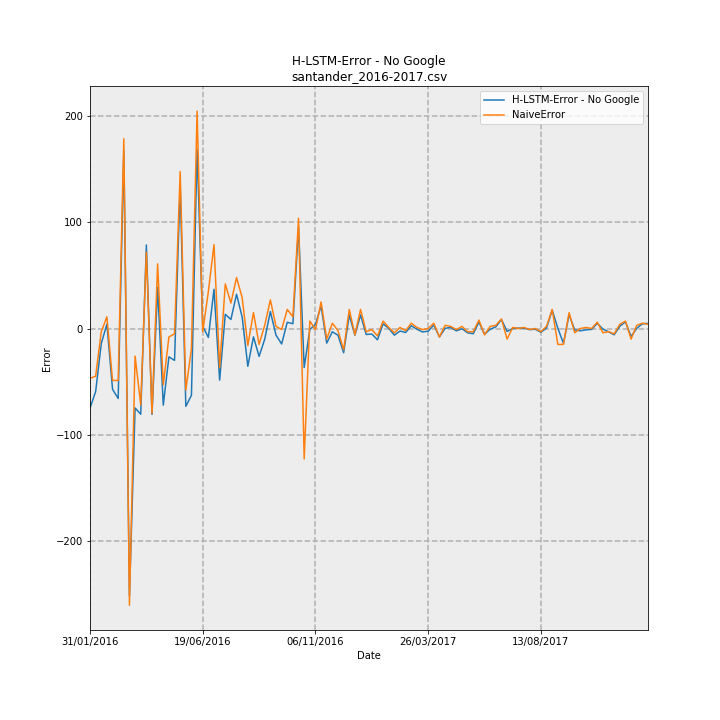 H-LSTM-Error - No Google
santander_2016-2017.csv
H-LSTM-Error - No Google
NaiveError
200
100
0
−100
−200
Error
31/01/2016
19/06/2016
06/11/2016
26/03/2017
13/08/2017
Date